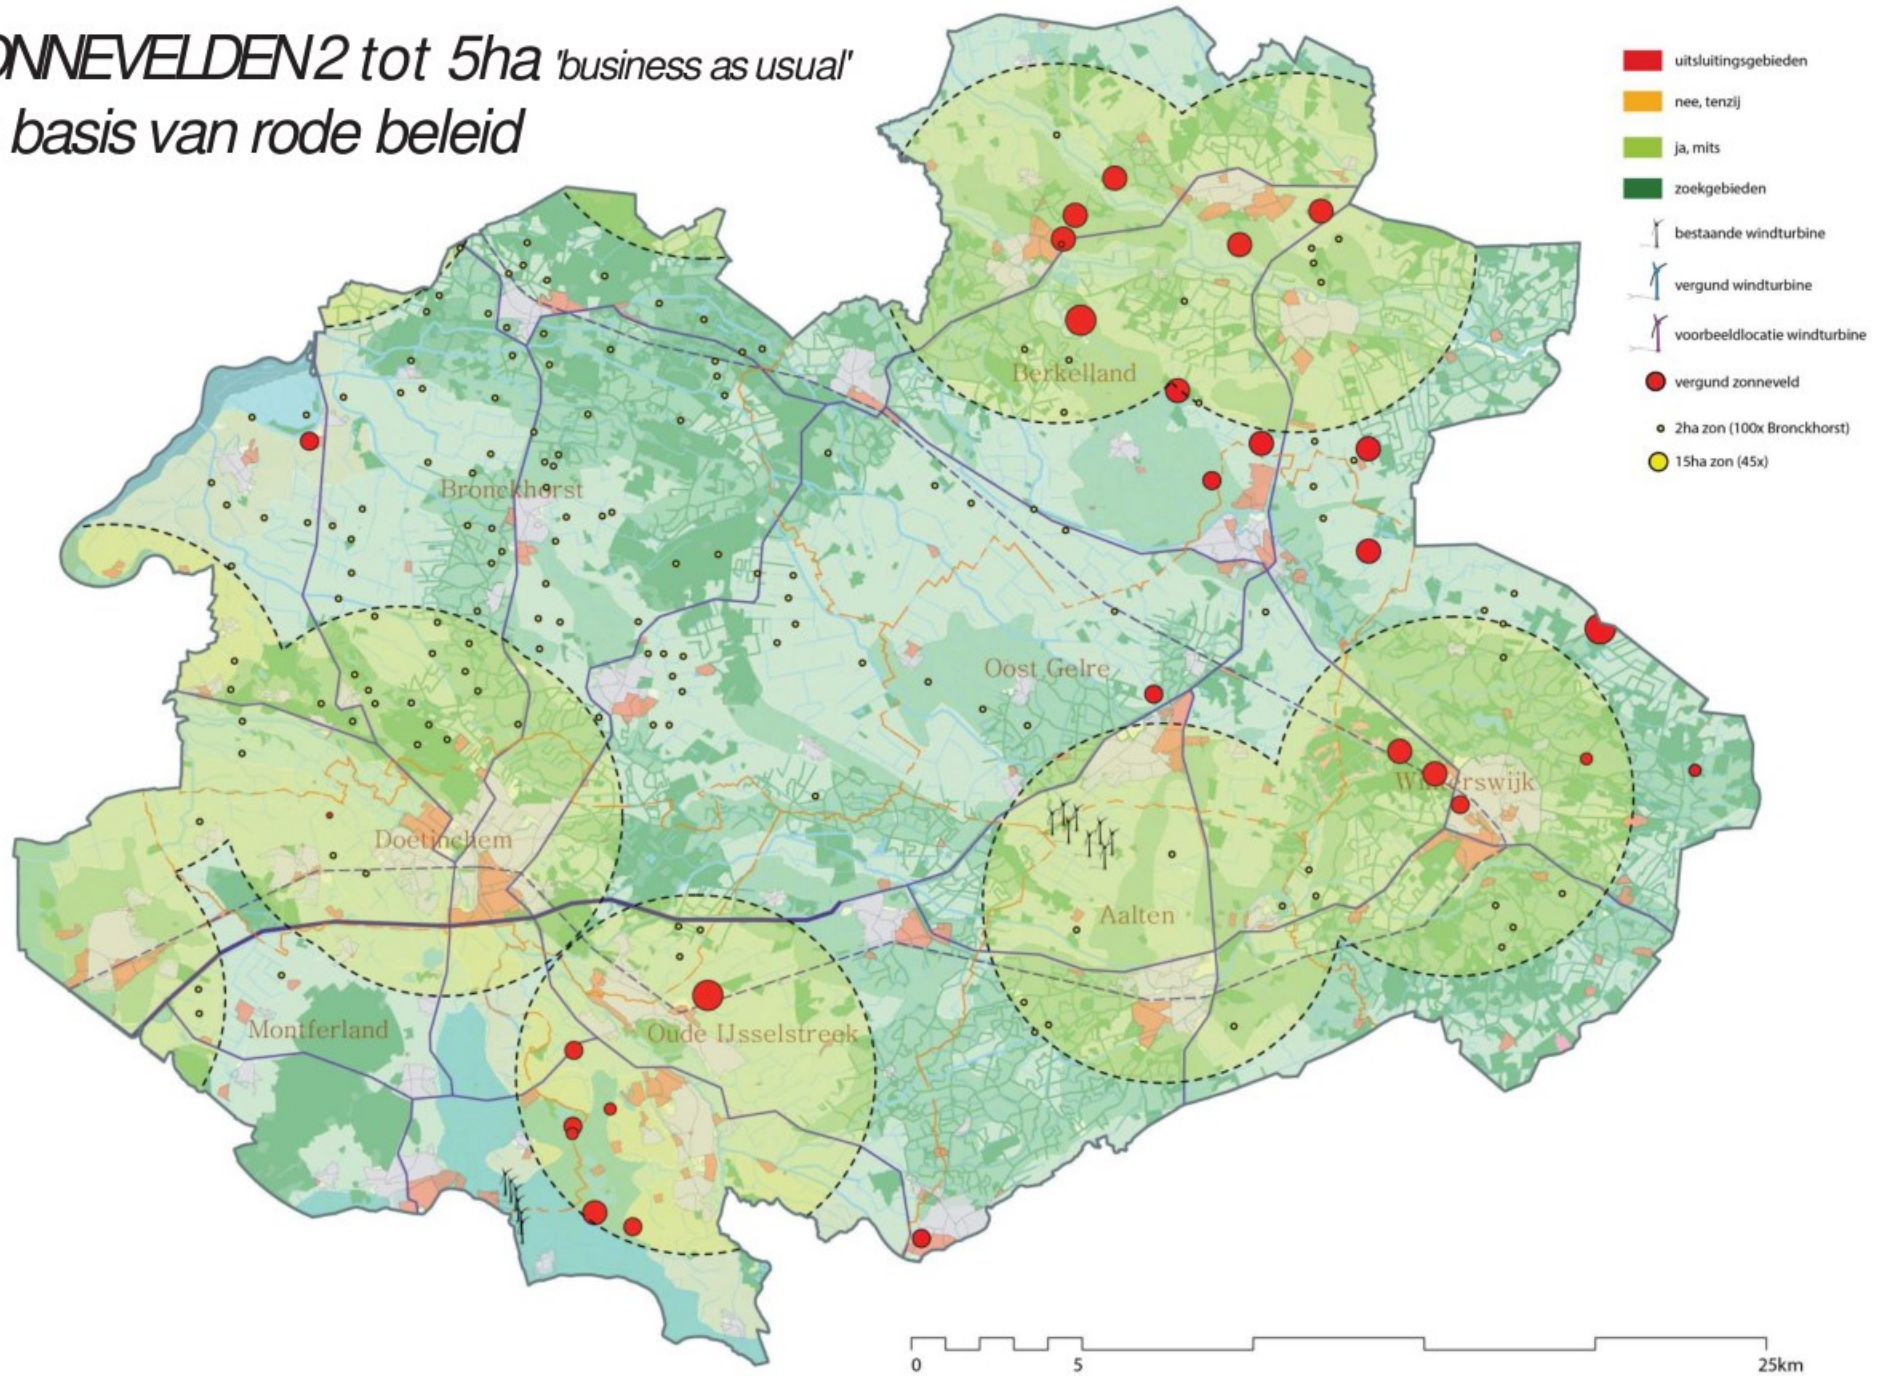 ONNEVELDEN 2 tot 5ha 'business as usual'
basis van rode beleid
uitsluitingsgebieden
nee, tenzij
ja, mits
zoekgebieden
bestaande windturbine
vergund windturbine
voorbeeldlocatie windturbine
vergund zonneveld
2ha zon (100x Bronckhorst)
15ha zon (45x)
Berkelland
Bronckhorst
Oost Gelre
Winterswijk
Doetinchem
Aalten
Montferland
Oude IJsselstreek
0 5 25km